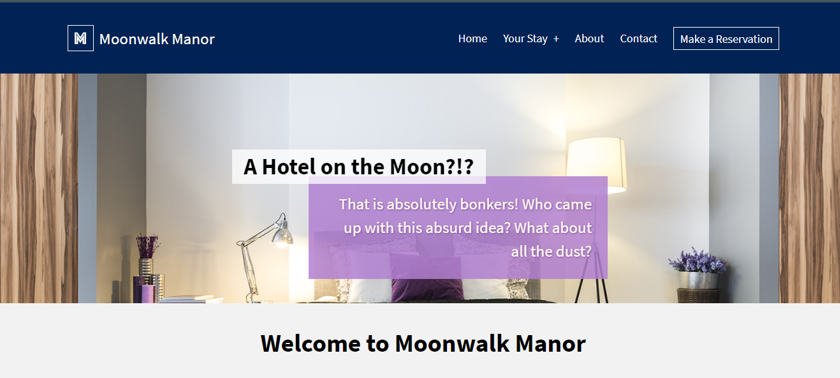 M Moonwalk Manor
Home Your Stay + About Contact Make a Reservation
A Hotel on the Moon?!?
That is absolutely bonkers! Who came
up with this absurd idea? What about
all the dust?
Welcome to Moonwalk Manor